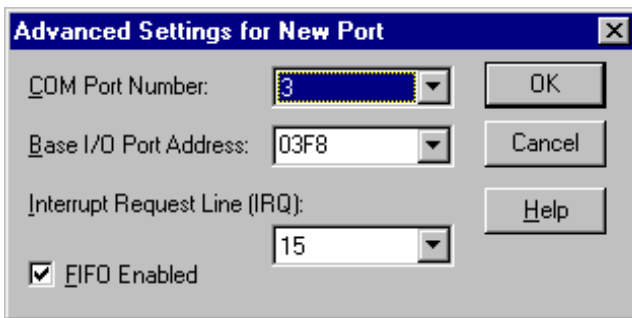 Advanced Settings for New Port
COM Port Number: 3 OK
Base I/O Port Address: 03F8 Cancel
Interrupt Request Line (IRQ): Help
15
FIFO Enabled